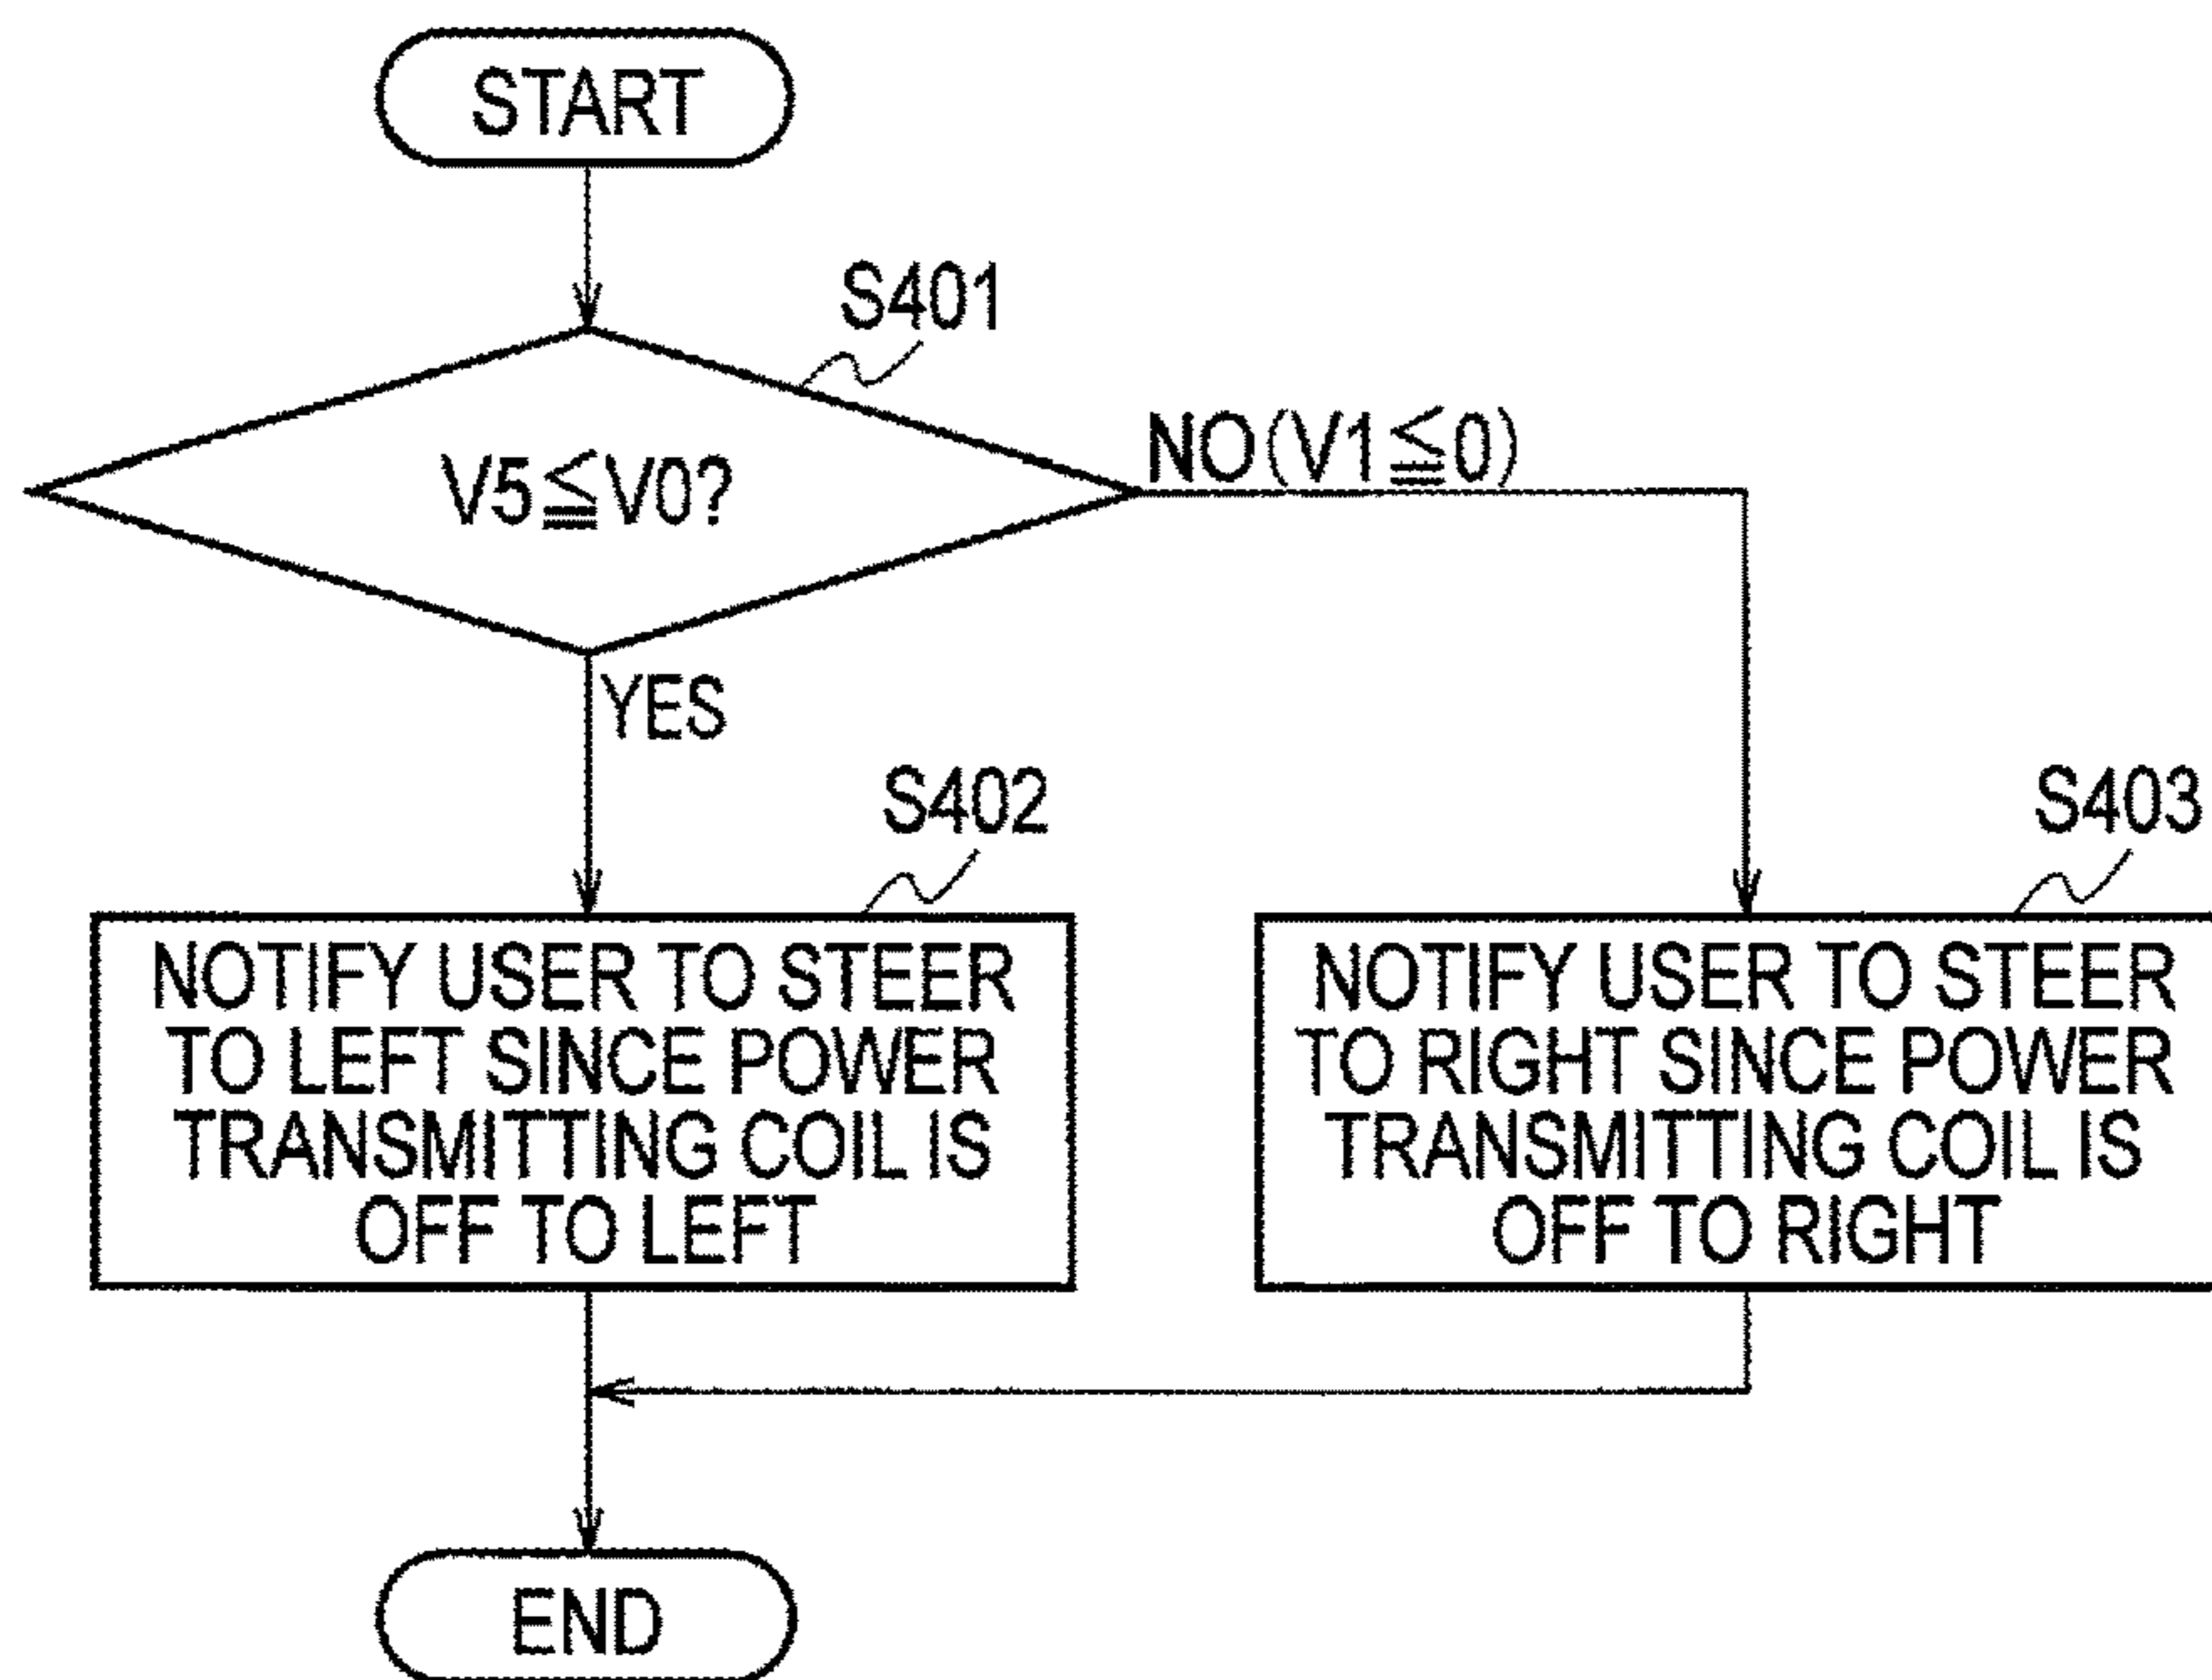 START
S401
V5≦V0?
NO(V1≦0)
YES
S402
NOTIFY USER TO STEER
TO LEFT SINCE POWER
TRANSMITTING COIL IS
OFF TO LEFT
S403
NOTIFY USER TO STEER
TO RIGHT SINCE POWER
TRANSMITTING COIL IS
OFF TO RIGHT
END